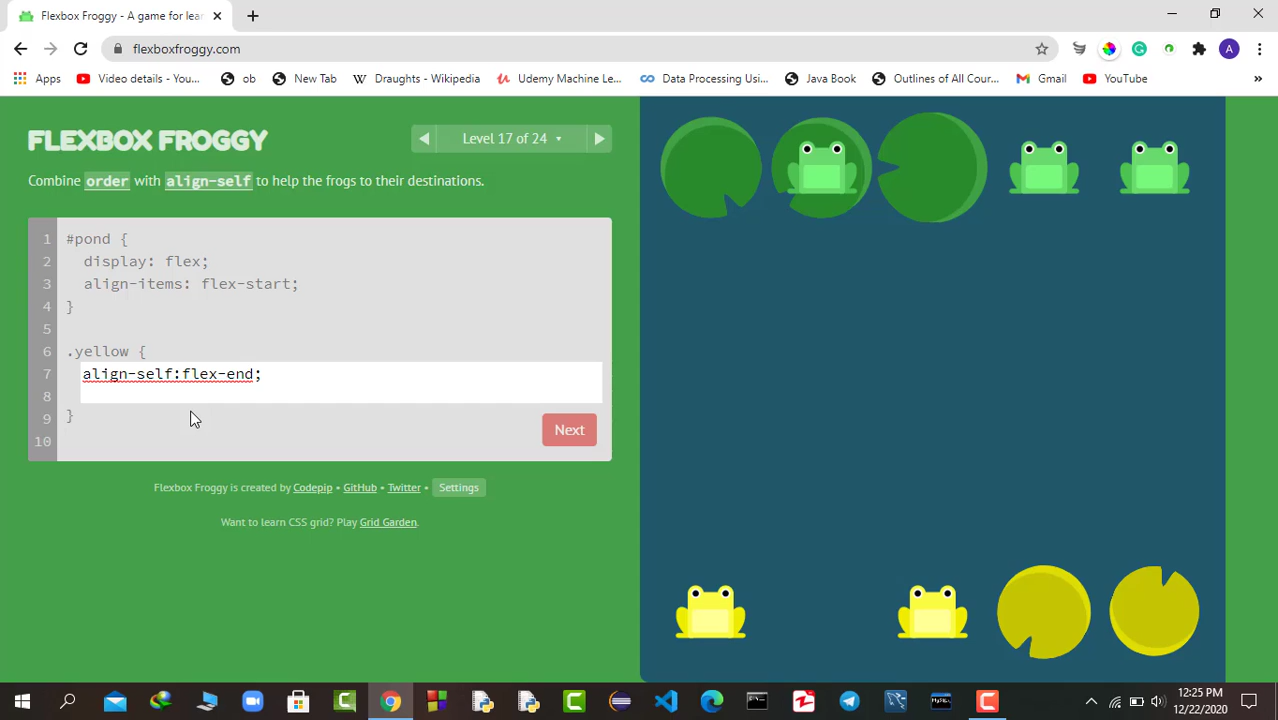 Flexbox Froggy - A game for lear
flexboxfroggy.com
A
Apps
Video details - You...
ob
New Tab
Draughts - Wikipedia
Udemy Machine Le...
Data Processing Usi...
Java Book
Outlines of All Cour...
Gmail
YouTube
»
FLEXBOX FROGGY
Level 17 of 24
Combine order with align-self to help the frogs to their destinations.
1 #pond {
2 display: flex;
3 align-items: flex-start;
4 }
5
6 .yellow {
7 align-self:flex-end;
8
9 }
10
Next
Flexbox Froggy is created by Codepip • GitHub • Twitter • Settings
Want to learn CSS grid? Play Grid Garden.
12:25 PM
12/22/2020